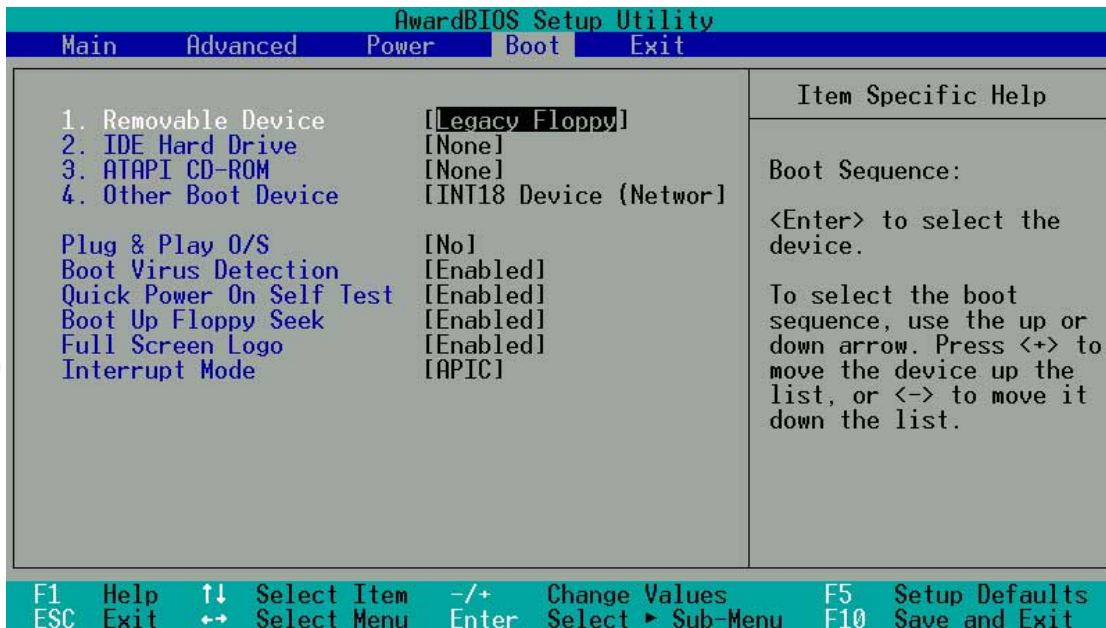 AwardBIOS Setup Utility
Main Advanced Power Boot Exit
1. Removable Device [Legacy Floppy]
2. IDE Hard Drive [None]
3. ATAPI CD-ROM [None]
4. Other Boot Device [INT18 Device (Networ]
Plug & Play O/S [No]
Boot Virus Detection [Enabled]
Quick Power On Self Test [Enabled]
Boot Up Floppy Seek [Enabled]
Full Screen Logo [Enabled]
Interrupt Mode [APIC]
Item Specific Help
Boot Sequence:
<Enter> to select the
device.
To select the boot
sequence, use the up or
down arrow. Press <+> to
move the device up the
list, or <-> to move it
down the list.
F1 Help ↑↓ Select Item -/+ Change Values F5 Setup Defaults
ESC Exit ←→ Select Menu Enter Select ► Sub-Menu F10 Save and Exit